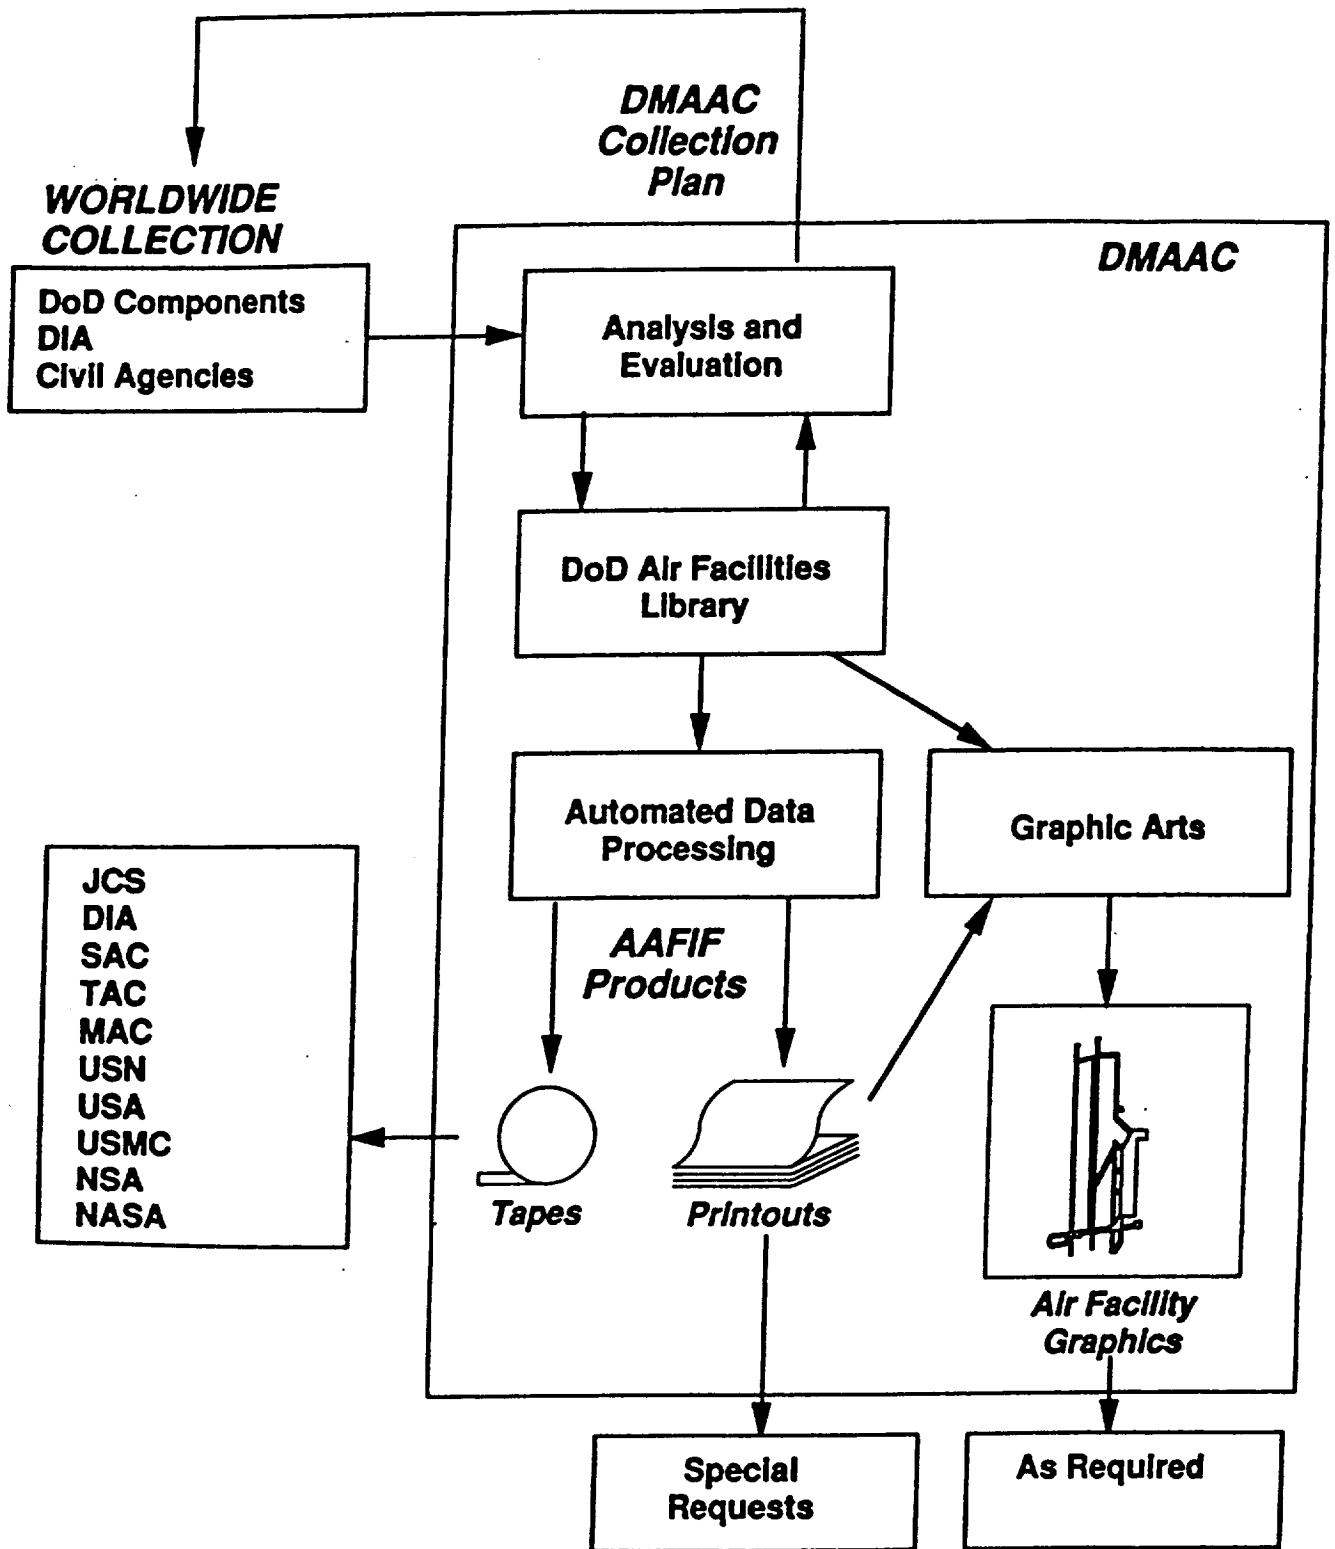 DMAAC
Collection
Plan
WORLDWIDE
COLLECTION
DMAAC
DoD Components
DIA
Civil Agencies
Analysis and
Evaluation
DoD Air Facilities
Library
Automated Data
Processing
Graphic Arts
JCS
DIA
SAC
TAC
MAC
USN
USA
USMC
NSA
NASA
AAFIF
Products
Tapes
Printouts
Air Facility
Graphics
Special
Requests
As Required